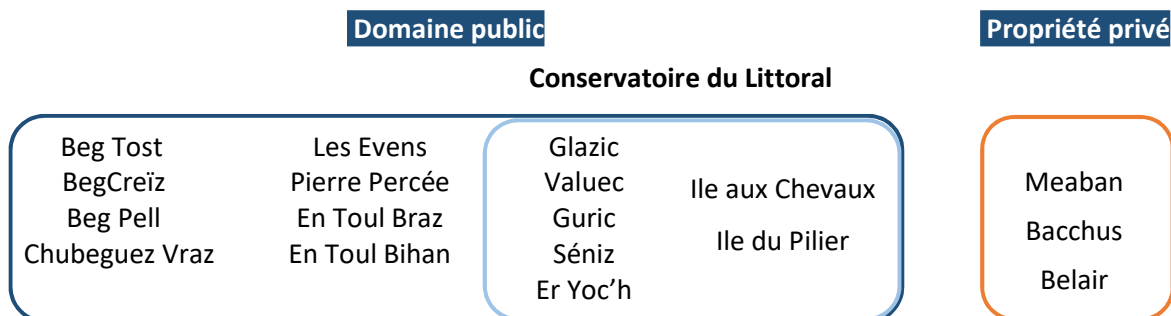 Domaine public
Propriété privé
Conservatoire du Littoral
Beg Tost
BegCreïz
Beg Pell
Chubeguez Vraz
Les Evens
Pierre Percée
En Toul Braz
En Toul Bihan
Glazic
Valuec
Guric
Séniz
Er Yoc’h
Ile aux Chevaux
Ile du Pilier
Meaban
Bacchus
Belair